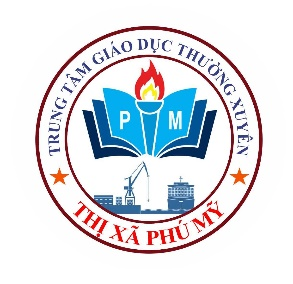 TRUNG TÂM GIÁO DỤC THƯỜNG XUYÊN
P M
THỊ XÃ PHÚ MỸ